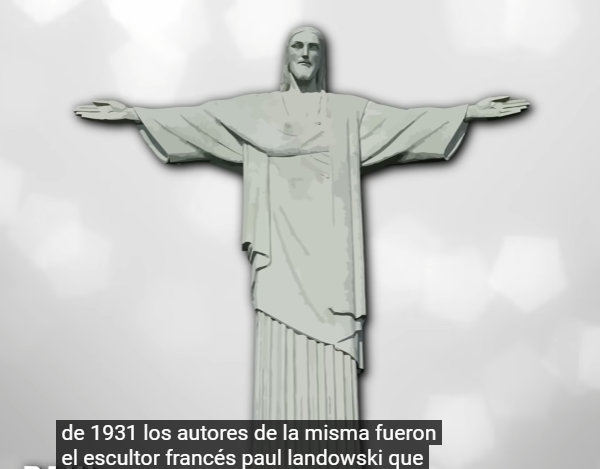 de 1931 los autores de la misma fueron
el escultor francés paul landowski que